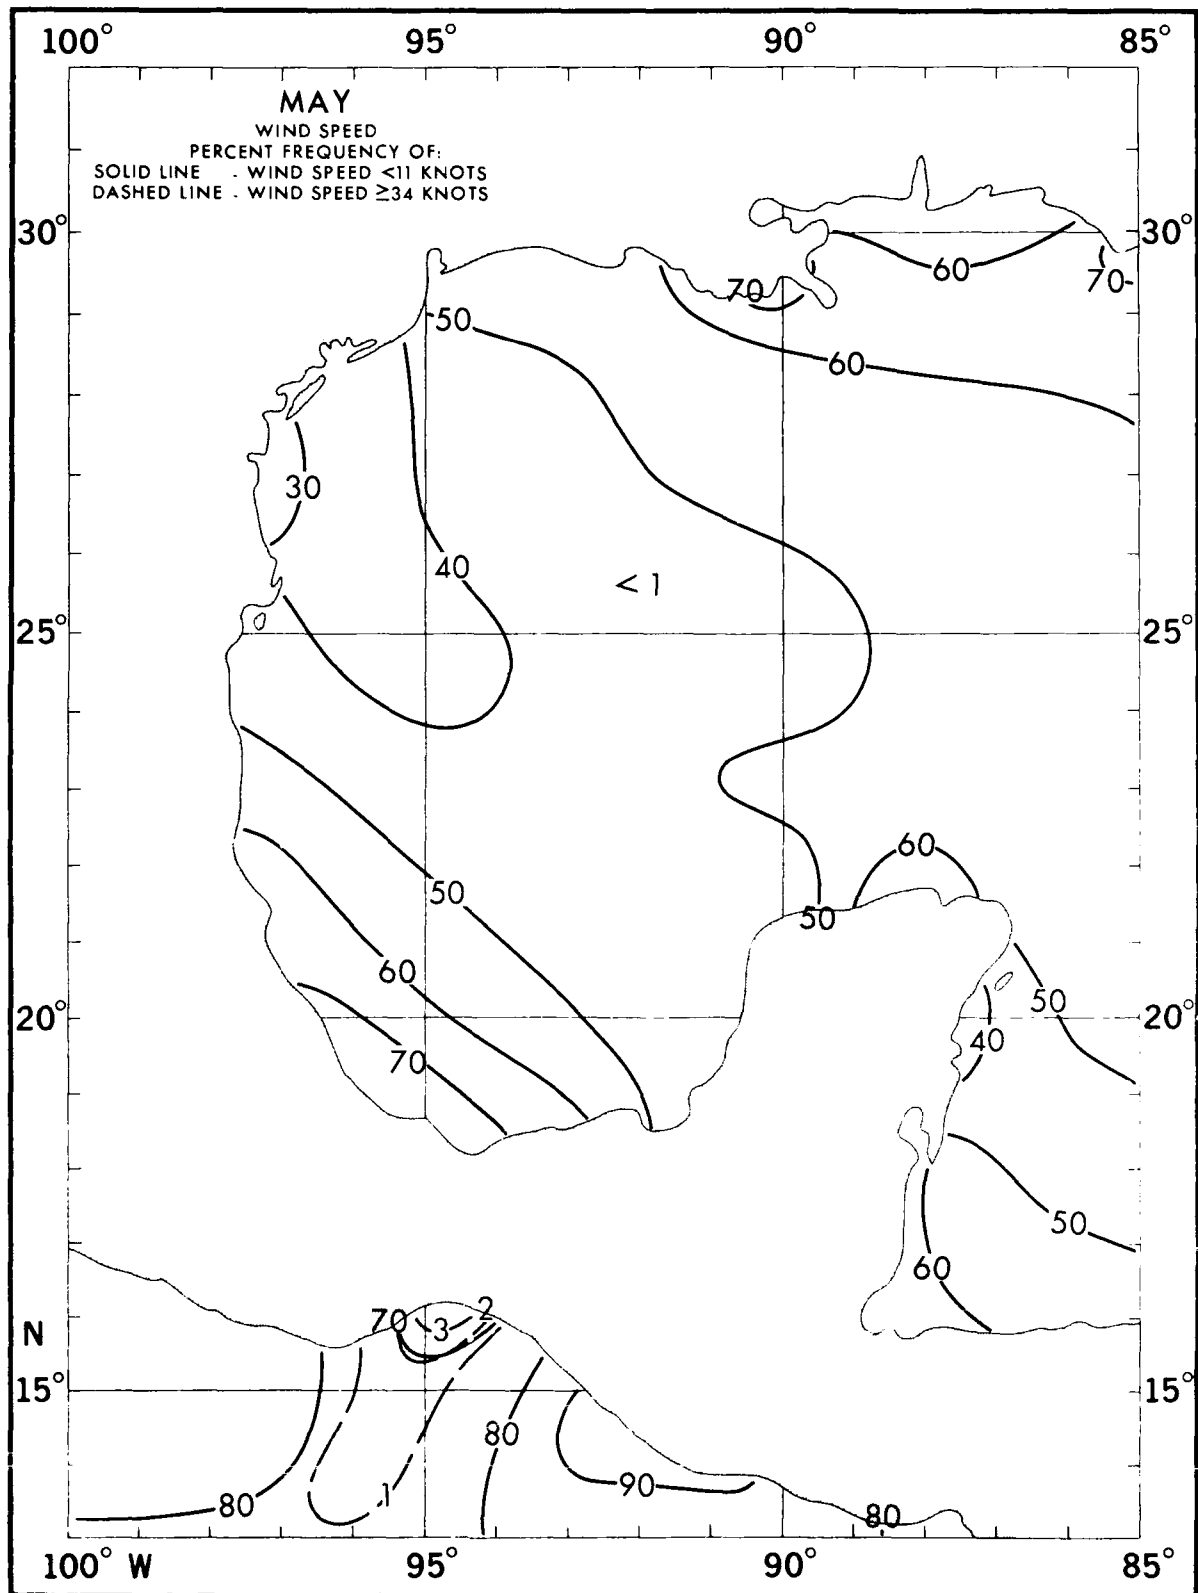 100° 95° 90° 85°
MAY
WIND SPEED
PERCENT FREQUENCY OF:
SOLID LINE - WIND SPEED <11 KNOTS
DASHED LINE - WIND SPEED ≥34 KNOTS
30° 30°
60
70
70
50
60
30
40
<1
25° 25°
60
50
50
60
50
20° 20°
40
70
50
60
70 3 2
N
15° 15°
80
90
1
80
80
100° W 95° 90° 85°